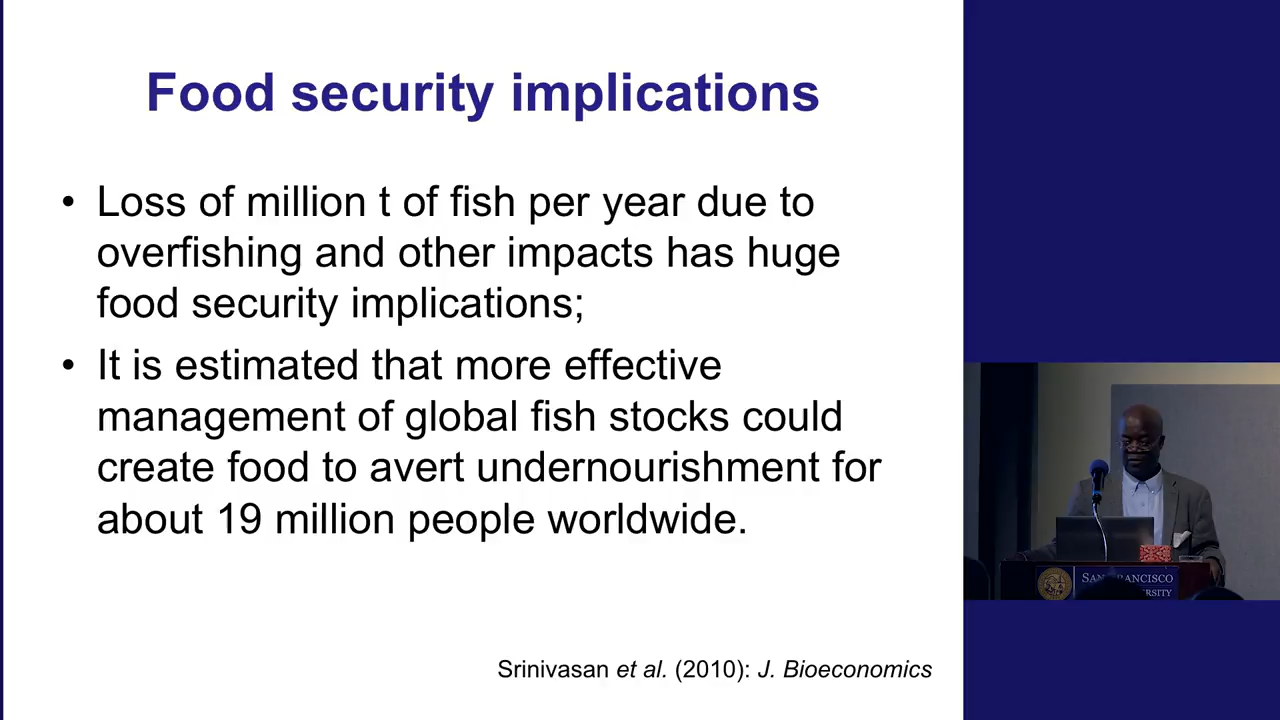 Food security implications
• Loss of million t of fish per year due to
overfishing and other impacts has huge
food security implications;
• It is estimated that more effective
management of global fish stocks could
create food to avert undernourishment for
about 19 million people worldwide.
SAN FRANCISCO
Srinivasan et al. (2010): J. Bioeconomics